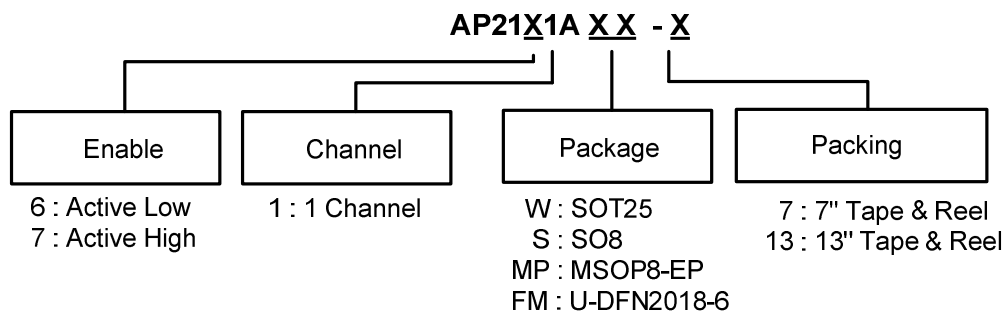 AP21X1A X X - X
Enable
Channel
Package
Packing
6 : Active Low
7 : Active High
1 : 1 Channel
W : SOT25
S : SO8
MP : MSOP8-EP
FM : U-DFN2018-6
7 : 7" Tape & Reel
13 : 13" Tape & Reel